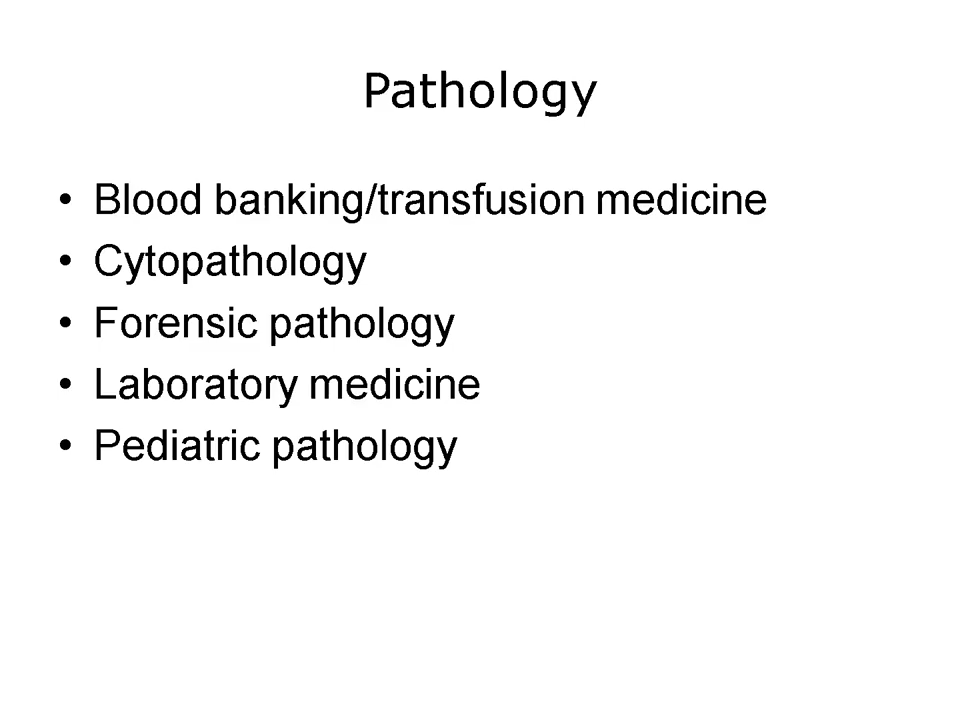 Pathology
• Blood banking/transfusion medicine
• Cytopathology
• Forensic pathology
• Laboratory medicine
• Pediatric pathology